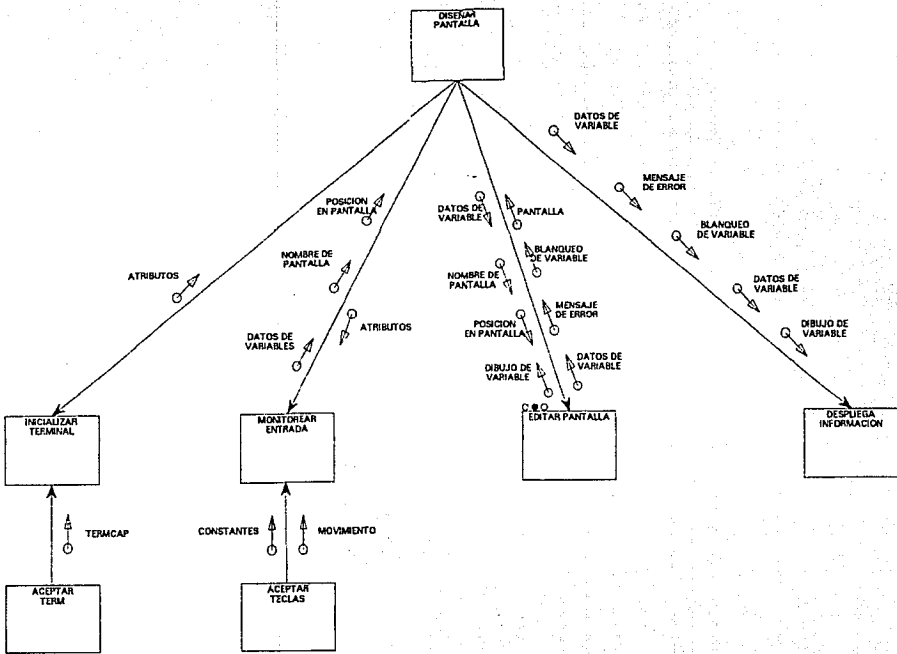 DISEÑAR
PANTALLA
DATOS DE
VARIABLE
MENSAJE
DE ERROR
POSICION
EN PANTALLA
DATOS DE
VARIABLE
PANTALLA
BLANQUEO
DE VARIABLE
NOMBRE DE
PANTALLA
BLANQUEO
DE VARIABLE
ATRIBUTOS
NOMBRE DE
PANTALLA
DATOS DE
VARIABLE
MENSAJE
DE ERROR
DATOS DE
VARIABLES
ATRIBUTOS
POSICION
EN PANTALLA
DIBUJO DE
VARIABLE
DIBUJO DE
VARIABLE
DATOS DE
VARIABLE
INICIALIZAR
TERMINAL
MONITOREAR
ENTRADA
EDITAR PANTALLA
DESPLIEGA
INFORMACION
TERMCAP
CONSTANTES
MOVIMIENTO
ACEPTAR
TERM
ACEPTAR
TECLAS